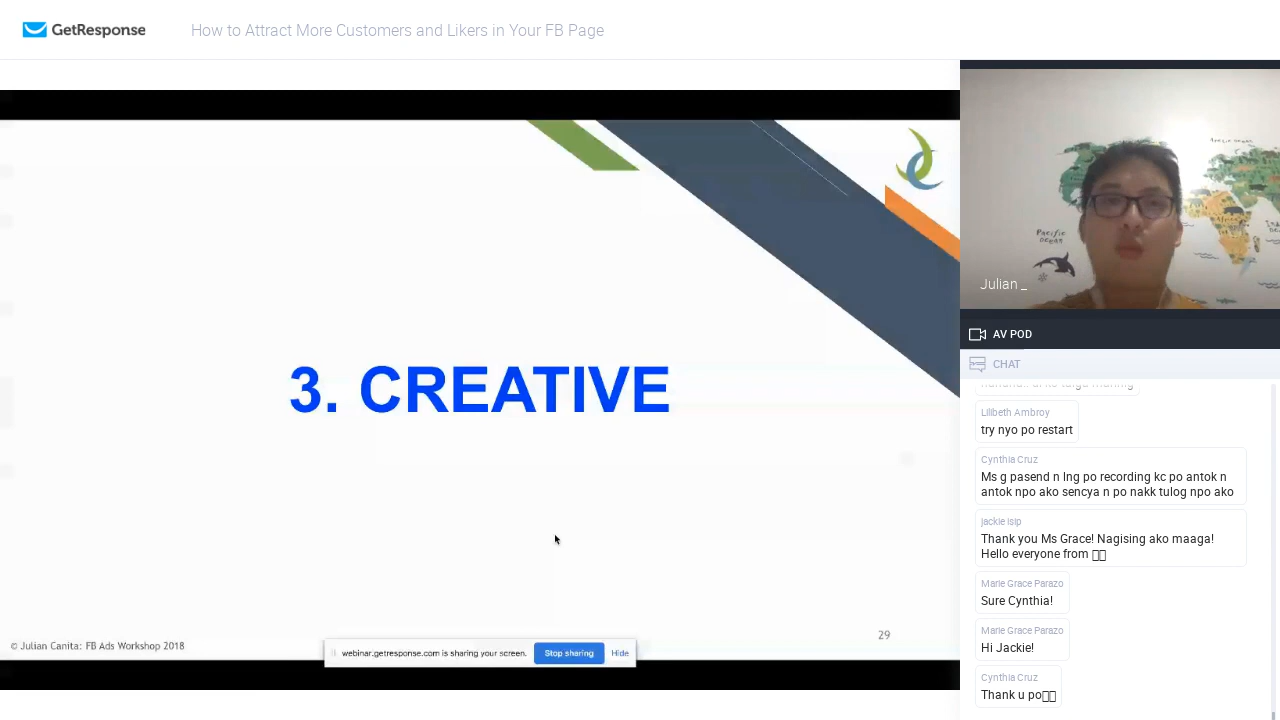 GetResponse
How to Attract More Customers and Likers in Your FB Page
3. CREATIVE
© Julian Canita: FB Ads Workshop 2018
29
webinar.getresponse.com is sharing your screen.
Stop sharing
Hide
Pacific
Ocean
Julian _
AV POD
CHAT
Lilibeth Ambroy
try nyo po restart
Cynthia Cruz
Ms g pasend n lng po recording kc po antok n
antok npo ako sencya n po nakk tulog npo ako
jackie isip
Thank you Ms Grace! Nagising ako maaga!
Hello everyone from
Marie Grace Parazo
Sure Cynthia!
Marie Grace Parazo
Hi Jackie!
Cynthia Cruz
Thank u po